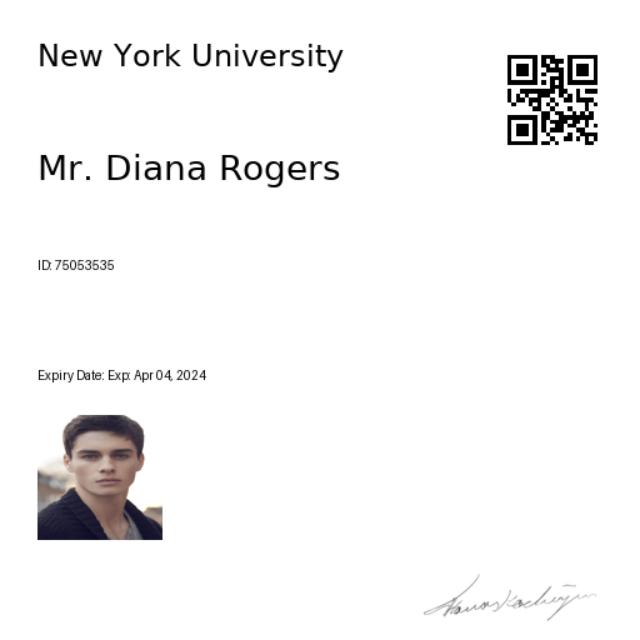 New York University
Mr. Diana Rogers
ID: 75053535
Expiry Date: Exp: Apr 04, 2024